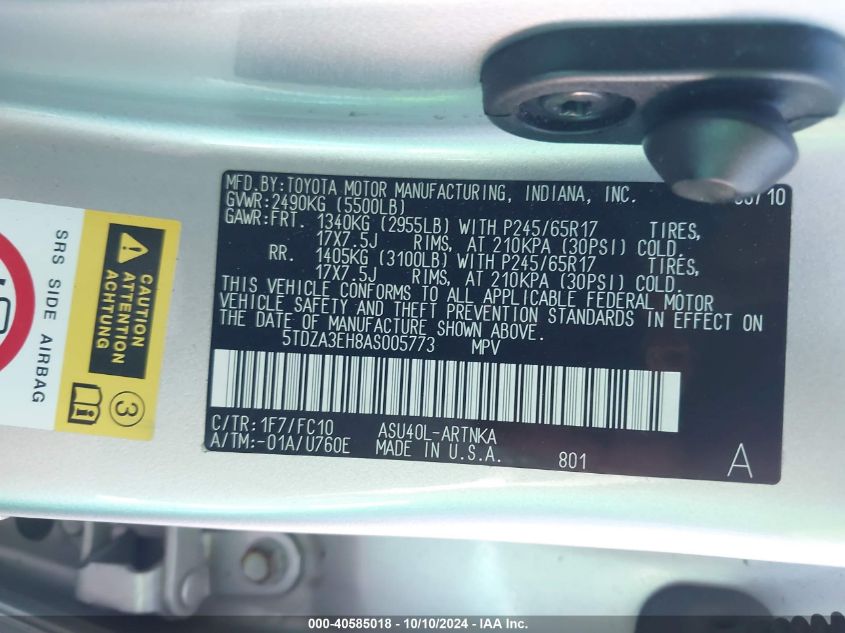 MFD.BY:TOYOTA MOTOR MANUFACTURING, INDIANA, INC.
GVWR:2490KG (5500LB)
GAWR:FRT. 1340KG (2955LB) WITH P245/65R17 TIRES,
17X7.5J RIMS, AT 210KPA (30PSI) COLD.
RR. 1405KG (3100LB) WITH P245/65R17 TIRES,
17X7.5J RIMS, AT 210KPA (30PSI) COLD.
THIS VEHICLE CONFORMS TO ALL APPLICABLE FEDERAL MOTOR
VEHICLE SAFETY AND THEFT PREVENTION STANDARDS IN EFFECT ON
THE DATE OF MANUFACTURE SHOWN ABOVE.
5TDZA3EH8AS005773 MPV
C/TR:1F7/FC10 ASU40L-ARTNKA
A/TM:-01A/U760E MADE IN U.S.A. 801 A
SRS SIDE AIRBAG
CAUTION
ATTENTION
ACHTUNG
3
000-40585018 - 10/10/2024 - IAA Inc.